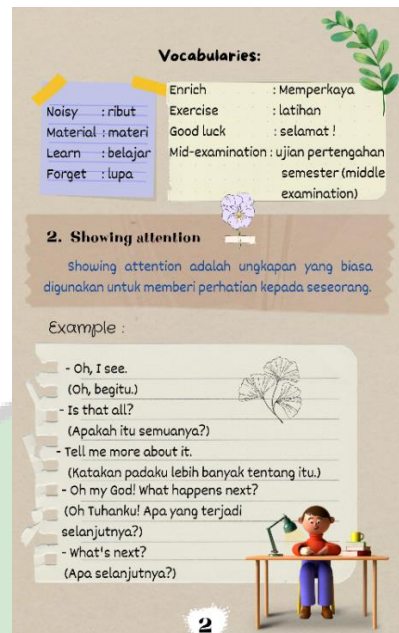 Vocabularies:
Noisy : ribut
Material : materi
Learn : belajar
Forget : lupa
Enrich : Memperkaya
Exercise : latihan
Good luck : selamat !
Mid-examination : ujian pertengahan
semester (middle
examination)
2. Showing attention
Showing attention adalah ungkapan yang biasa
digunakan untuk memberi perhatian kepada seseorang.
Example :
- Oh, I see.
(Oh, begitu.)
- Is that all?
(Apakah itu semuanya?)
- Tell me more about it.
(Katakan padaku lebih banyak tentang itu.)
- Oh my God! What happens next?
(Oh Tuhanku! Apa yang terjadi
selanjutnya?)
- What's next?
(Apa selanjutnya?)
2